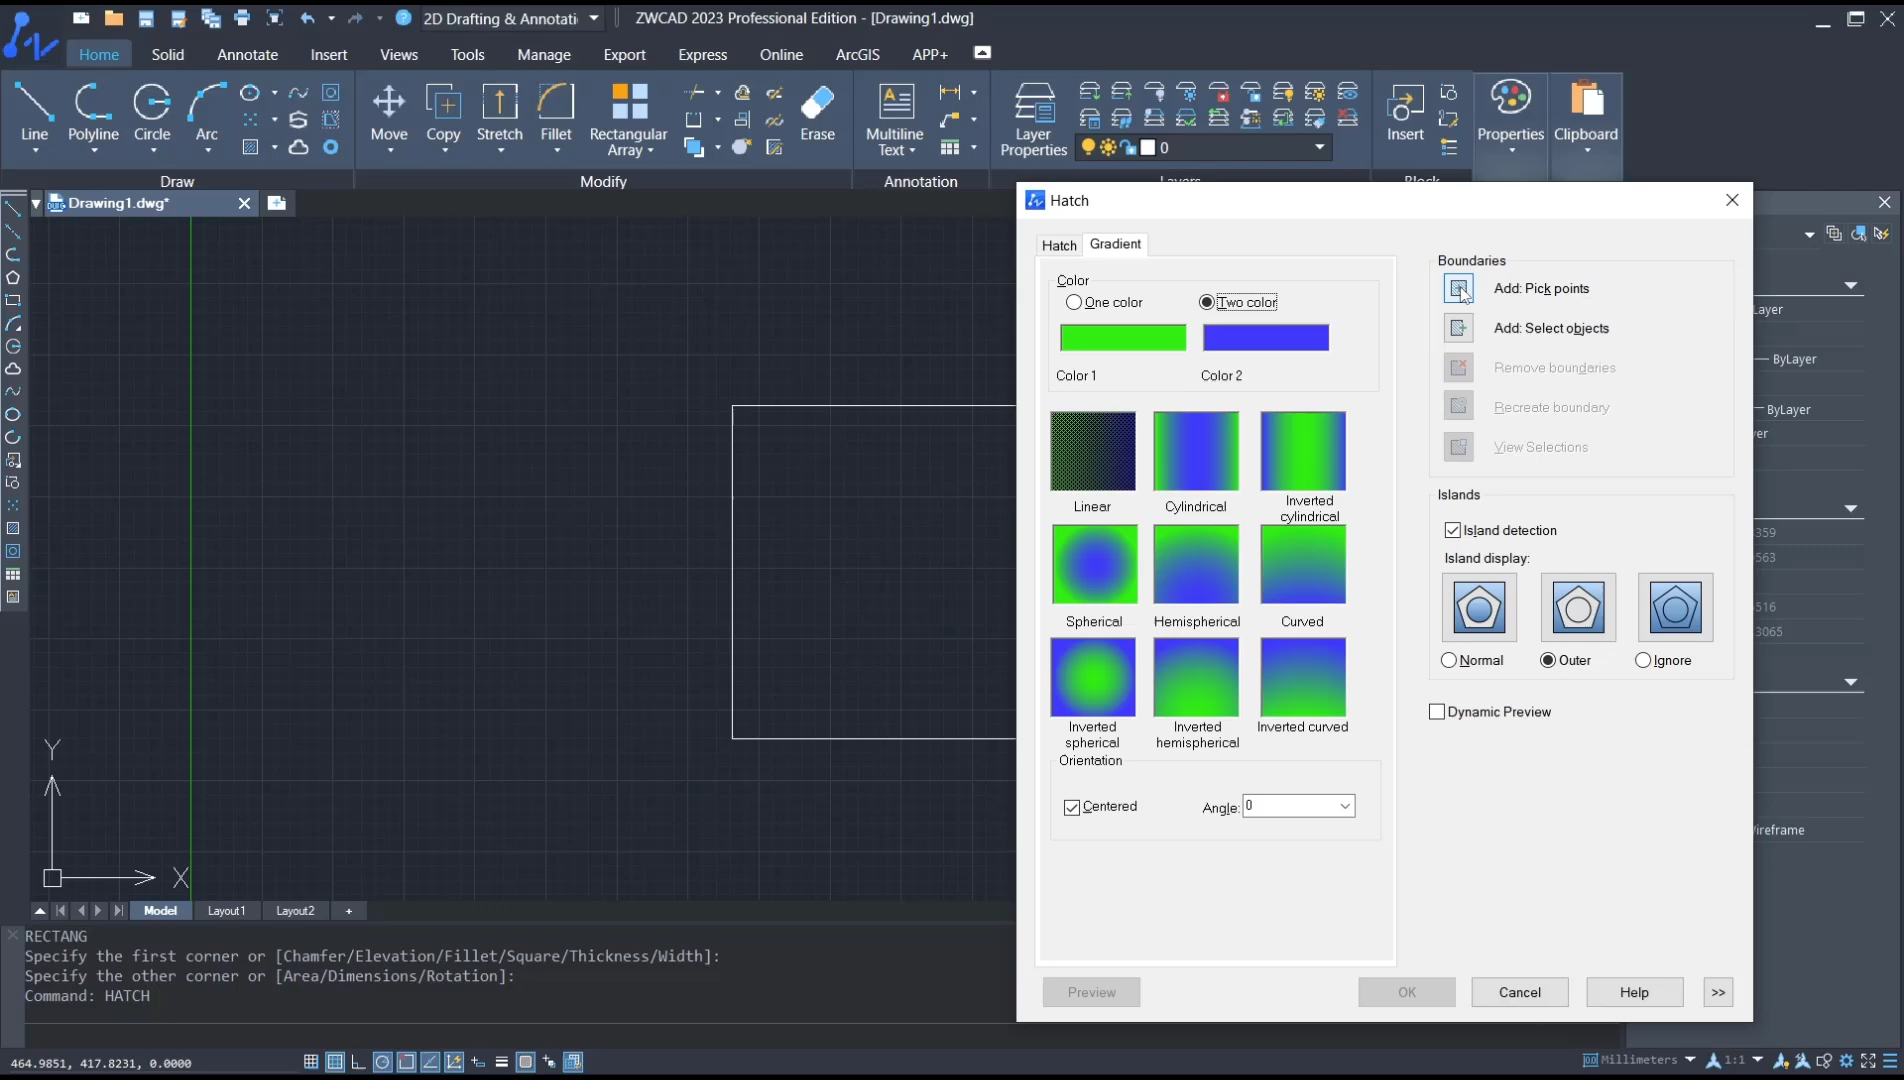 2D Drafting & Annotati
ZWCAD 2023 Professional Edition - [Drawing1.dwg]
Home Solid Annotate Insert Views Tools Manage Export Express Online ArcGIS APP+
Line Polyline Circle Arc
Move Copy Stretch Fillet Rectangular Array Erase
Multiline Text
Layer Properties
0
Insert
Properties
Clipboard
Draw Modify Annotation
Drawing1.dwg*
Y
X
Model Layout1 Layout2 +
RECTANG
Specify the first corner or [Chamfer/Elevation/Fillet/Square/Thickness/Width]:
Specify the other corner or [Area/Dimensions/Rotation]:
Command: HATCH
464.9851, 417.8231, 0.0000
Millimeters
1:1
Hatch
Hatch Gradient
Color
One color Two color
Color 1 Color 2
Linear Cylindrical Inverted cylindrical
Spherical Hemispherical Curved
Inverted spherical Inverted hemispherical Inverted curved
Orientation
Centered Angle: 0
Boundaries
Add: Pick points
Add: Select objects
Remove boundaries
Recreate boundary
View Selections
Islands
Island detection
Island display:
Normal Outer Ignore
Dynamic Preview
Preview OK Cancel Help >>
ByLayer
ByLayer
359
563
516
3065